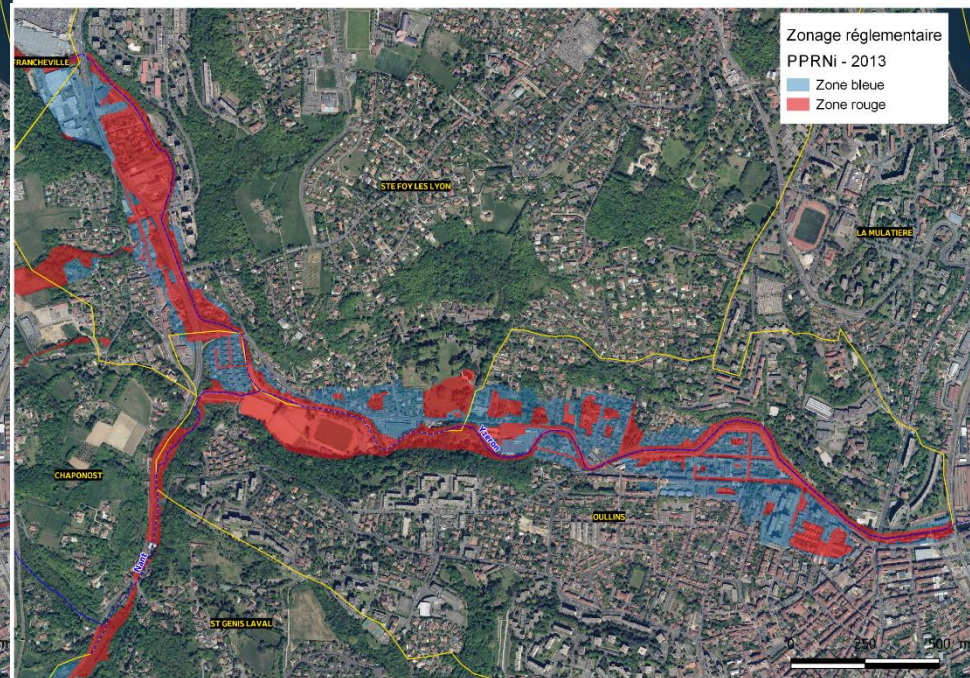 Zonage réglementaire
PPRNi - 2013
Zone bleue
Zone rouge
FRANCHEVILLE
STE FOY LES LYON
LA MULATIERE
Yzeron
CHAPONOST
OULLINS
Nant
ST GENIS LAVAL
m
0 250 500 m